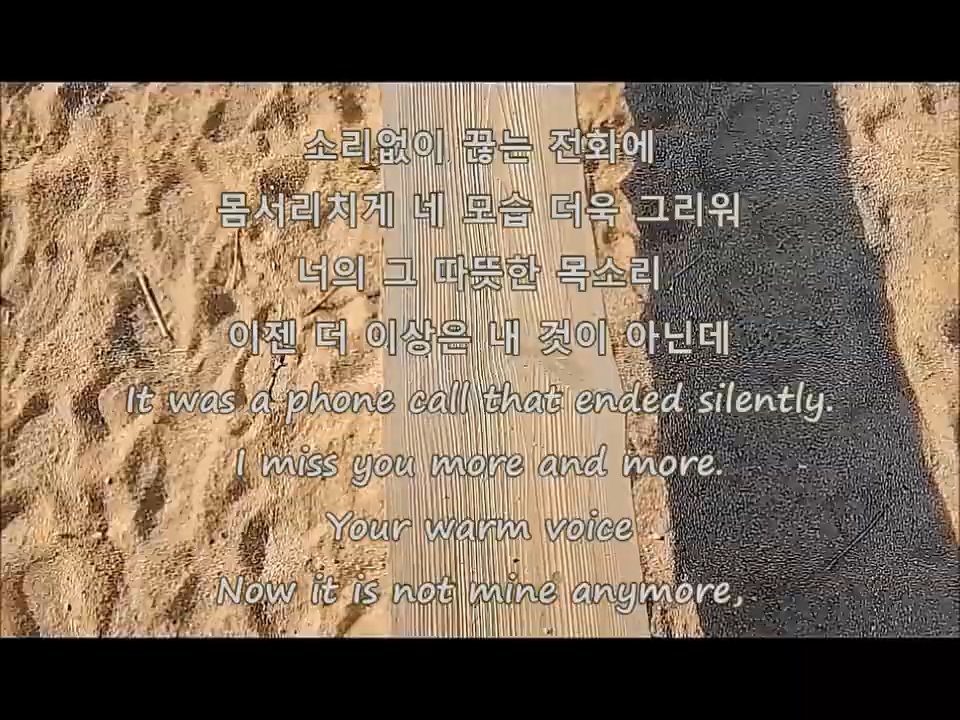 소리없이 끊는 전화에
몸서리치게 네 모습 더욱 그리워
너의 그 따뜻한 목소리
이젠 더 이상은 내 것이 아닌데
It was a phone call that ended silently.
I miss you more and more.
Your warm voice
Now it is not mine anymore,